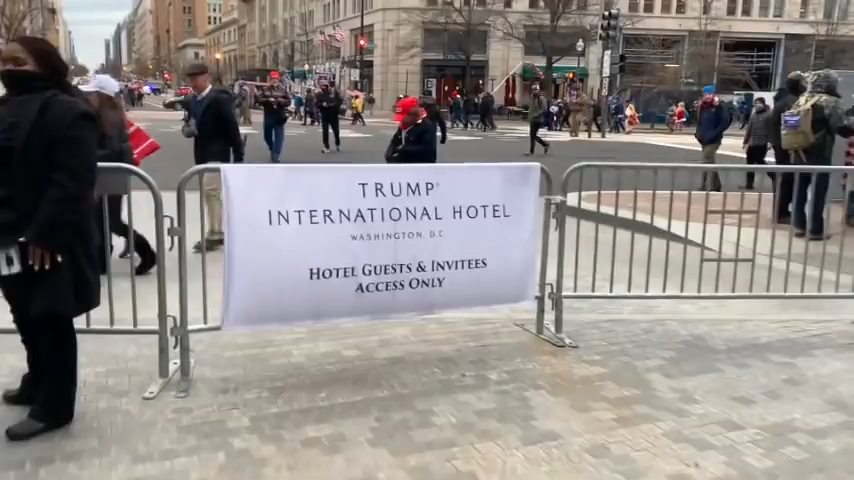 TRUMP
INTERNATIONAL HOTEL
WASHINGTON, D.C.
HOTEL GUESTS & INVITEES
ACCESS ONLY